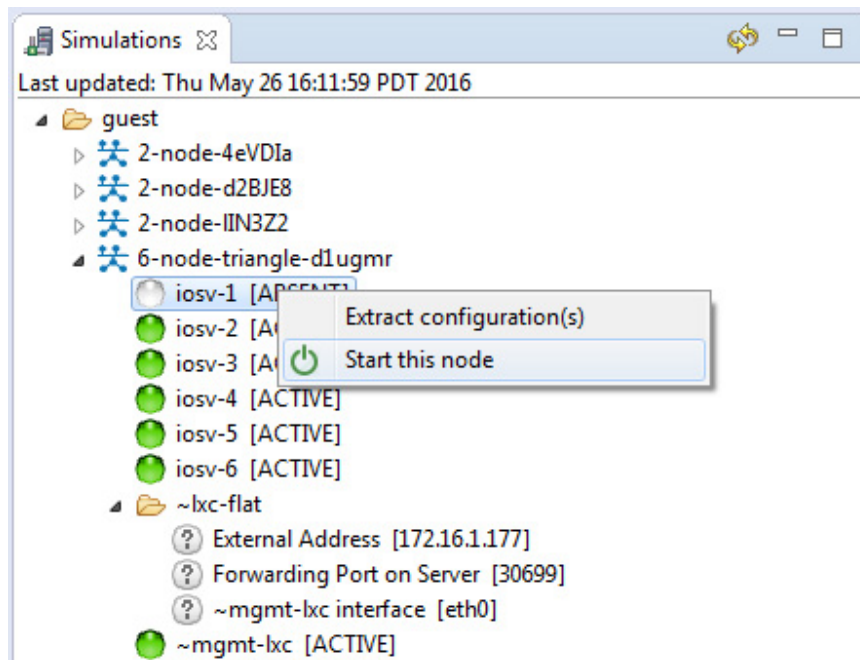 Simulations
Last updated: Thu May 26 16:11:59 PDT 2016
guest
2-node-4eVDIa
2-node-d2BJE8
2-node-lIN3Z2
6-node-triangle-d1ugmr
iosv-1 [ABSENT]
Extract configuration(s)
iosv-2
Start this node
iosv-3
iosv-4 [ACTIVE]
iosv-5 [ACTIVE]
iosv-6 [ACTIVE]
~lxc-flat
External Address [172.16.1.177]
Forwarding Port on Server [30699]
~mgmt-lxc interface [eth0]
~mgmt-lxc [ACTIVE]